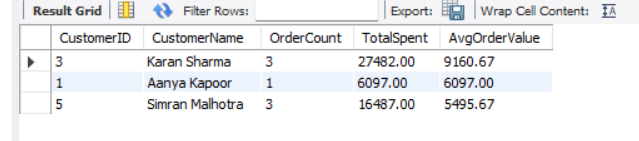 Result Grid Filter Rows: Export: Wrap Cell Content: IA
CustomerID CustomerName OrderCount TotalSpent AvgOrderValue
3 Karan Sharma 3 27482.00 9160.67
1 Aanya Kapoor 1 6097.00 6097.00
5 Simran Malhotra 3 16487.00 5495.67